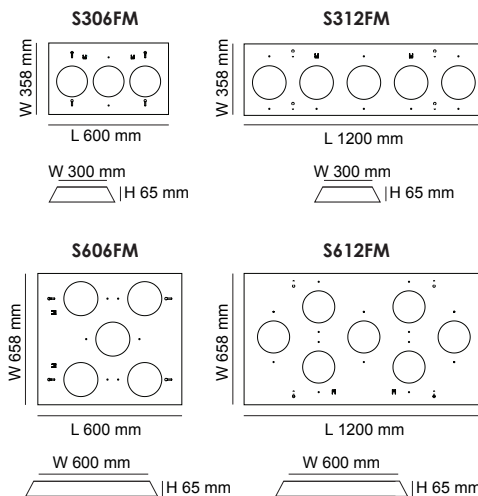 S306FM
W 358 mm
L 600 mm
W 300 mm
H 65 mm
S312FM
W 358 mm
L 1200 mm
W 300 mm
H 65 mm
S606FM
W 658 mm
L 600 mm
W 600 mm
H 65 mm
S612FM
W 658 mm
L 1200 mm
W 600 mm
H 65 mm